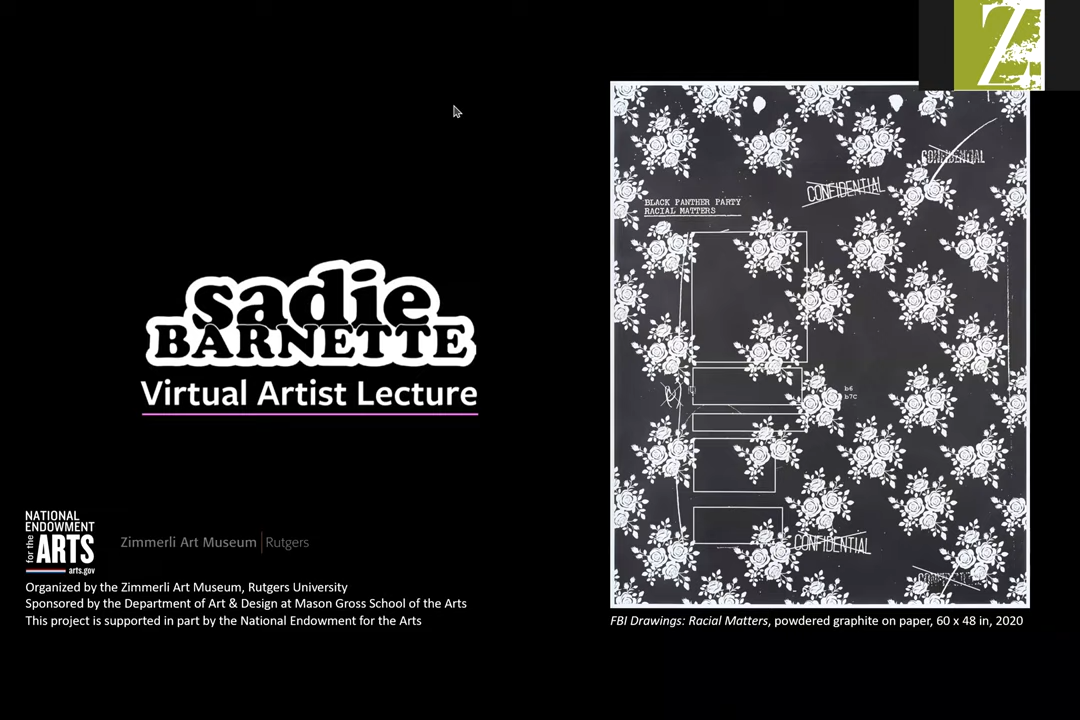 Z
sadie
BARNETTE
Virtual Artist Lecture
NATIONAL
ENDOWMENT
for the ARTS
arts.gov
Zimmerli Art Museum | Rutgers
Organized by the Zimmerli Art Museum, Rutgers University
Sponsored by the Department of Art & Design at Mason Gross School of the Arts
This project is supported in part by the National Endowment for the Arts
CONFIDENTIAL
CONFIDENTIAL
BLACK PANTHER PARTY
RACIAL MATTERS
b6
b7C
CONFIDENTIAL
FBI Drawings: Racial Matters, powdered graphite on paper, 60 x 48 in, 2020